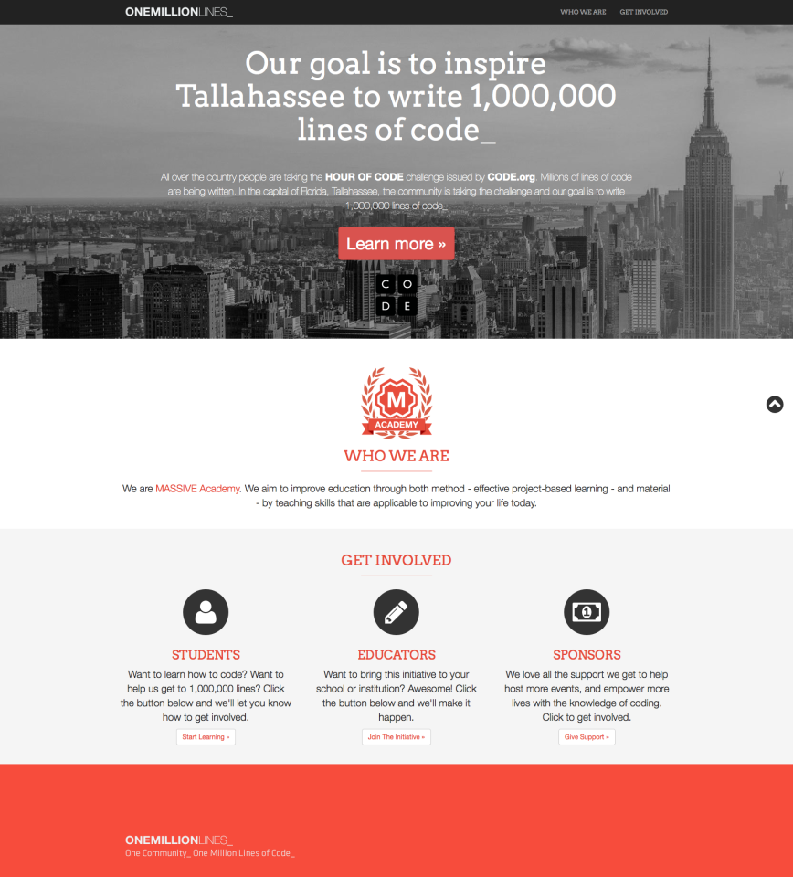 ONEMILLIONLINES_
WHO WE ARE GET INVOLVED
Our goal is to inspire
Tallahassee to write 1,000,000
lines of code_
All over the country people are taking the HOUR OF CODE challenge issued by CODE.org. Millions of lines of code
are being written. In the capital of Florida, Tallahassee, the community is taking the challenge and our goal is to write
1,000,000 lines of code_
Learn more »
C O
D E
M
ACADEMY
WHO WE ARE
We are MASSIVE Academy. We aim to improve education through both method - effective project-based learning - and material
- by teaching skills that are applicable to improving your life today.
GET INVOLVED
1
STUDENTS
Want to learn how to code? Want to
help us get to 1,000,000 lines? Click
the button below and we'll let you know
how to get involved.
Start Learning »
EDUCATORS
Want to bring this initiative to your
school or institution? Awesome! Click
the button below and we'll make it
happen.
Join The Initiative »
SPONSORS
We love all the support we get to help
host more events, and empower more
lives with the knowledge of coding.
Click to get involved.
Give Support »
ONEMILLIONLINES_
One Community_ One Million Lines of Code_